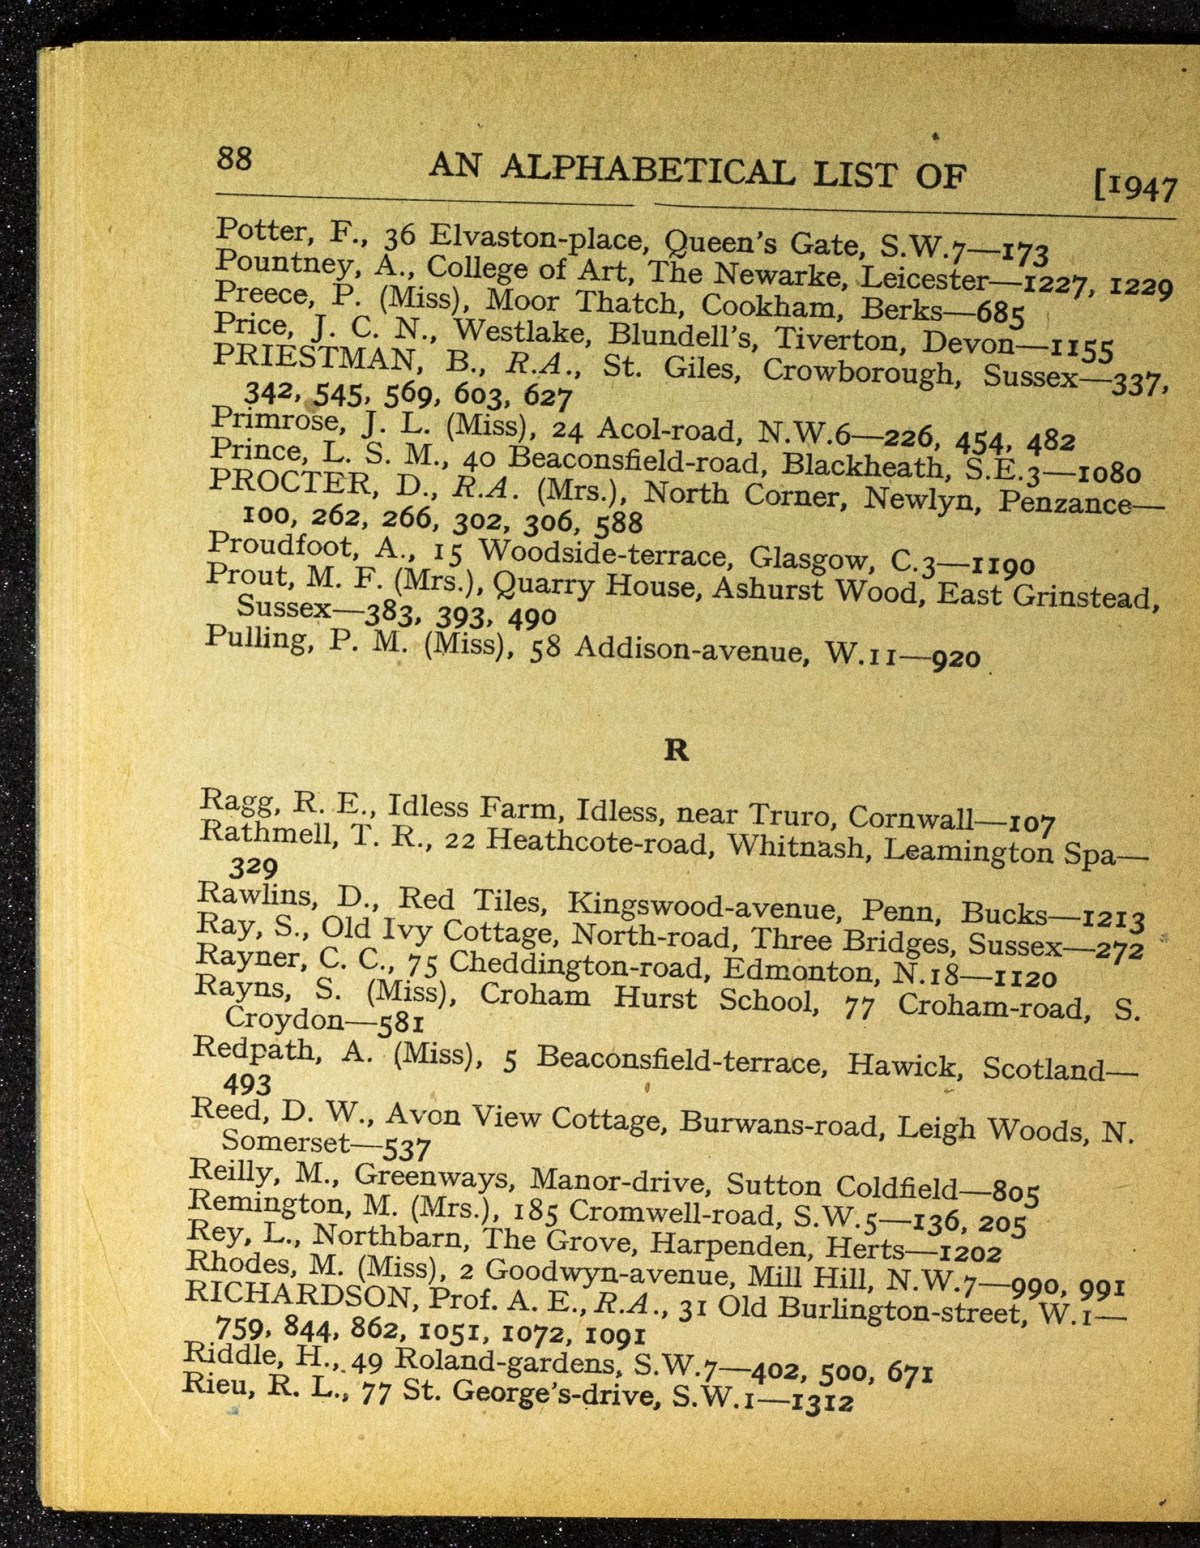 88 AN ALPHABETICAL LIST OF [1947
Potter, F., 36 Elvaston-place, Queen's Gate, S.W.7—173
Pountney, A., College of Art, The Newarke, Leicester—1227, 1229
Preece, P. (Miss), Moor Thatch, Cookham, Berks—685
Price, J. C. N., Westlake, Blundell's, Tiverton, Devon—1155
PRIESTMAN, B., R.A., St. Giles, Crowborough, Sussex—337,
342, 545, 569, 603, 627
Primrose, J. L. (Miss), 24 Acol-road, N.W.6—226, 454, 482
Prince, L. S. M., 40 Beaconsfield-road, Blackheath, S.E.3—1080
PROCTER, D., R.A. (Mrs.), North Corner, Newlyn, Penzance—
100, 262, 266, 302, 306, 588
Proudfoot, A., 15 Woodside-terrace, Glasgow, C.3—1190
Prout, M. F. (Mrs.), Quarry House, Ashurst Wood, East Grinstead,
Sussex—383, 393, 490
Pulling, P. M. (Miss), 58 Addison-avenue, W.11—920
R
Ragg, R. E., Idless Farm, Idless, near Truro, Cornwall—107
Rathmell, T. R., 22 Heathcote-road, Whitnash, Leamington Spa—
329
Rawlins, D., Red Tiles, Kingswood-avenue, Penn, Bucks—1213
Ray, S., Old Ivy Cottage, North-road, Three Bridges, Sussex—272
Rayner, C. C., 75 Cheddington-road, Edmonton, N.18—1120
Rayns, S. (Miss), Croham Hurst School, 77 Croham-road, S.
Croydon—581
Redpath, A. (Miss), 5 Beaconsfield-terrace, Hawick, Scotland—
493
Reed, D. W., Avon View Cottage, Burwans-road, Leigh Woods, N.
Somerset—537
Reilly, M., Greenways, Manor-drive, Sutton Coldfield—805
Remington, M. (Mrs.), 185 Cromwell-road, S.W.5—136, 205
Rey, L., Northbarn, The Grove, Harpenden, Herts—1202
Rhodes, M. (Miss), 2 Goodwyn-avenue, Mill Hill, N.W.7—990, 991
RICHARDSON, Prof. A. E., R.A., 31 Old Burlington-street, W.1—
759, 844, 862, 1051, 1072, 1091
Riddle, H., 49 Roland-gardens, S.W.7—402, 500, 671
Rieu, R. L., 77 St. George's-drive, S.W.1—1312